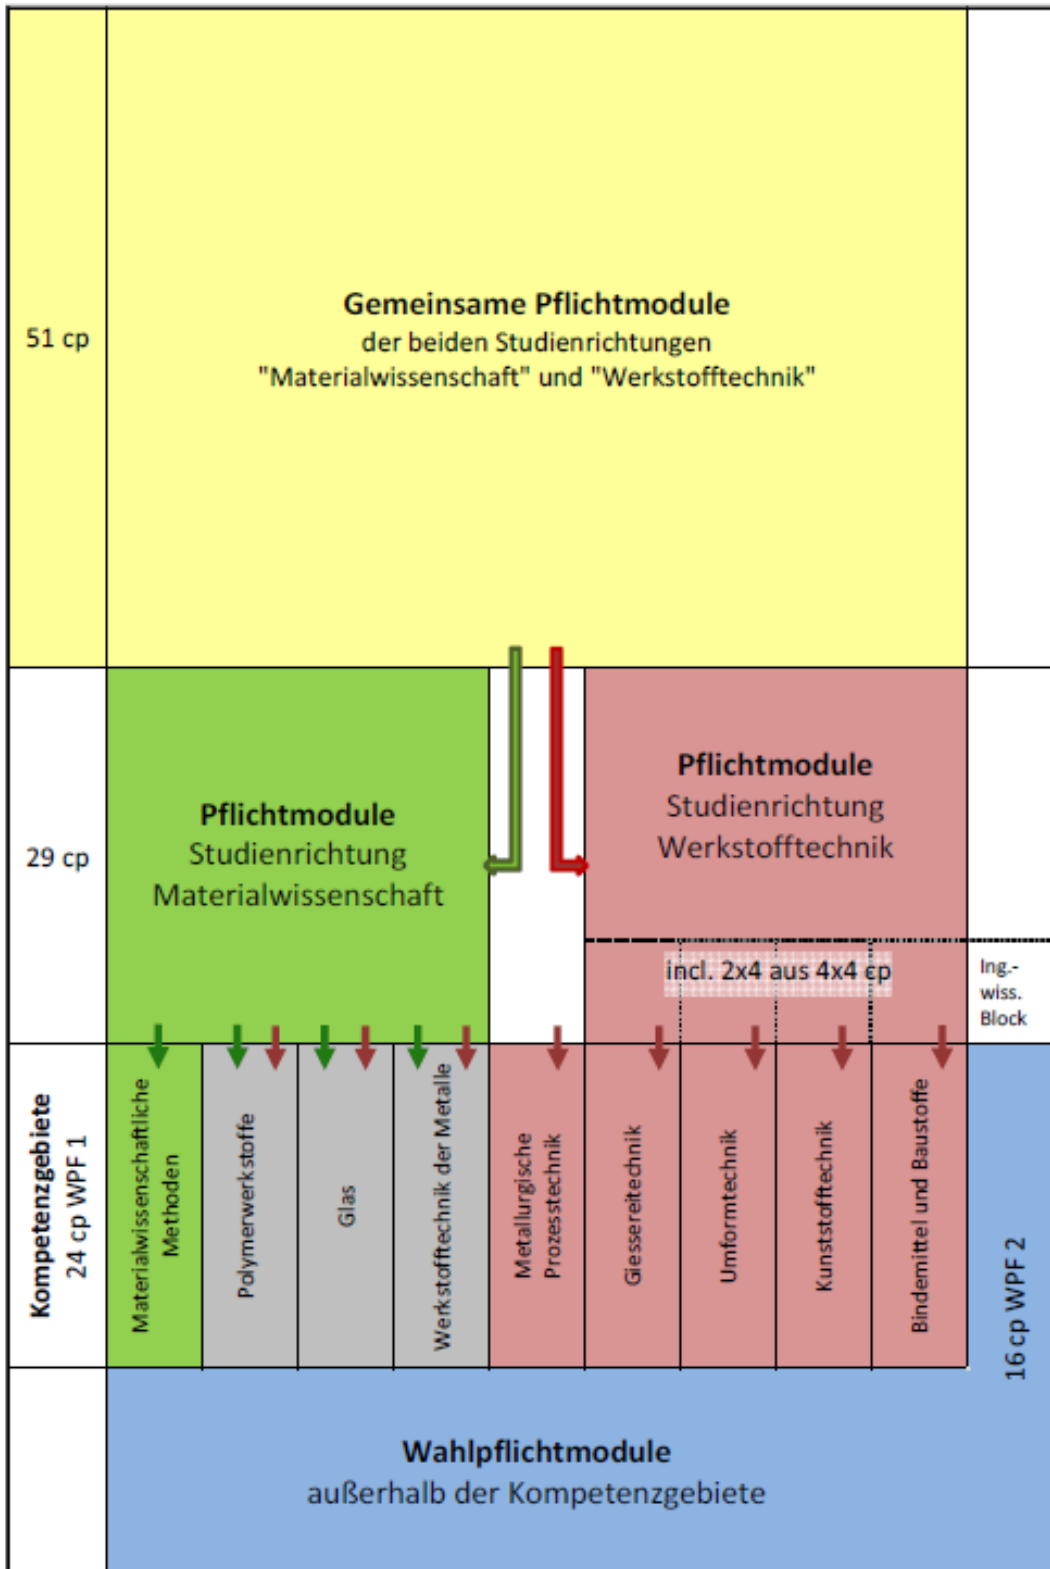 51 cp
Gemeinsame Pflichtmodule
der beiden Studienrichtungen
"Materialwissenschaft" und "Werkstofftechnik"
29 cp
Pflichtmodule
Studienrichtung
Materialwissenschaft
Pflichtmodule
Studienrichtung
Werkstofftechnik
incl. 2x4 aus 4x4 cp
Ing.-
wiss.
Block
Kompetenzgebiete
24 cp WPF 1
Materialwissenschaftliche
Methoden
Polymerwerkstoffe
Glas
Werkstofftechnik der Metalle
Metallurgische
Prozesstechnik
Giessereitechnik
Umformtechnik
Kunststofftechnik
Bindemittel und Baustoffe
16 cp WPF 2
Wahlpflichtmodule
außerhalb der Kompetenzgebiete